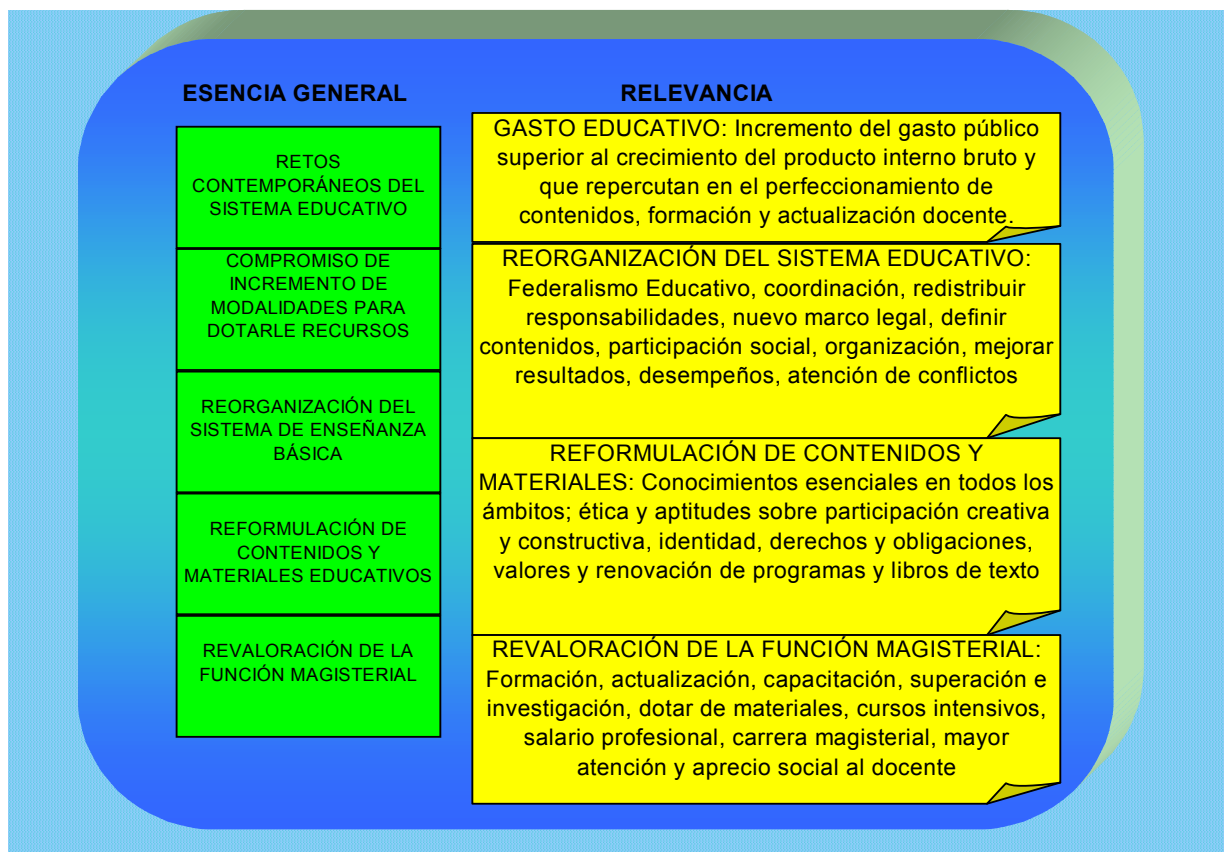 ESENCIA GENERAL
RETOS
CONTEMPORÁNEOS DEL
SISTEMA EDUCATIVO
COMPROMISO DE
INCREMENTO DE
MODALIDADES PARA
DOTARLE RECURSOS
REORGANIZACIÓN DEL
SISTEMA DE ENSEÑANZA
BÁSICA
REFORMULACIÓN DE
CONTENIDOS Y
MATERIALES EDUCATIVOS
REVALORACIÓN DE LA
FUNCIÓN MAGISTERIAL
RELEVANCIA
GASTO EDUCATIVO: Incremento del gasto público
superior al crecimiento del producto interno bruto y
que repercutan en el perfeccionamiento de
contenidos, formación y actualización docente.
REORGANIZACIÓN DEL SISTEMA EDUCATIVO:
Federalismo Educativo, coordinación, redistribuir
responsabilidades, nuevo marco legal, definir
contenidos, participación social, organización, mejorar
resultados, desempeños, atención de conflictos
REFORMULACIÓN DE CONTENIDOS Y
MATERIALES: Conocimientos esenciales en todos los
ámbitos; ética y aptitudes sobre participación creativa
y constructiva, identidad, derechos y obligaciones,
valores y renovación de programas y libros de texto
REVALORACIÓN DE LA FUNCIÓN MAGISTERIAL:
Formación, actualización, capacitación, superación e
investigación, dotar de materiales, cursos intensivos,
salario profesional, carrera magisterial, mayor
atención y aprecio social al docente